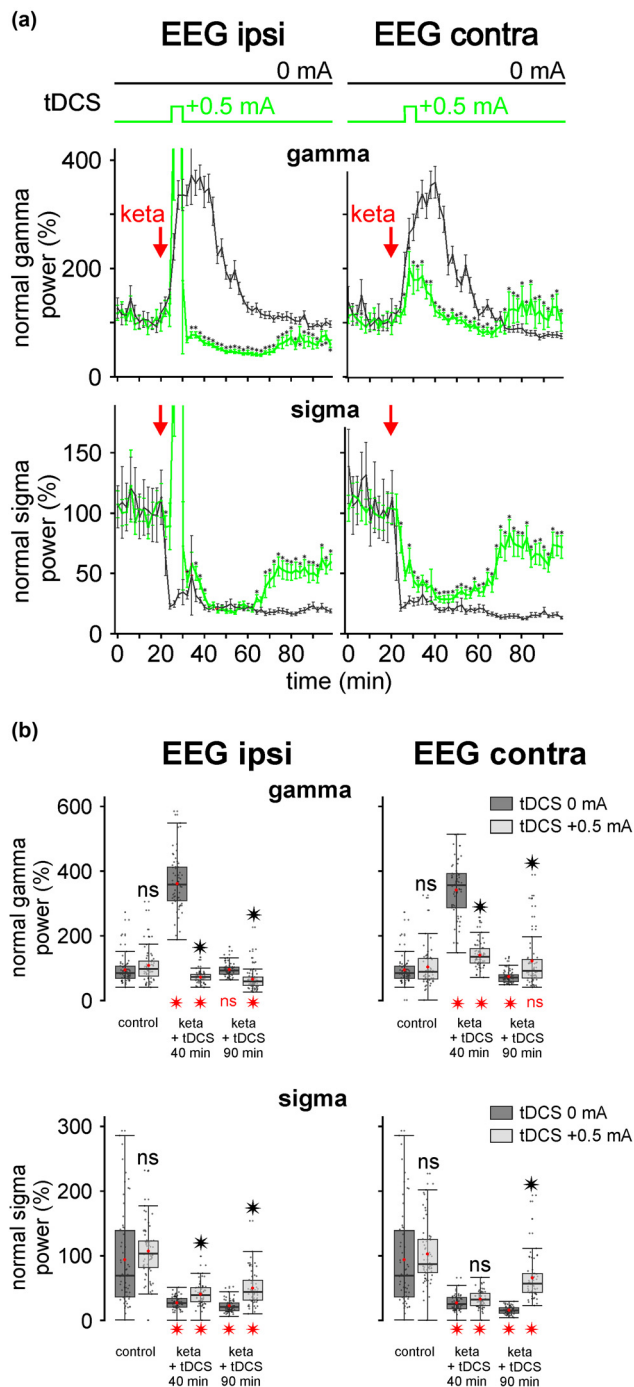 (a)
EEG ipsi EEG contra
0 mA 0 mA
tDCS +0.5 mA +0.5 mA
gamma
normal gamma power (%)
400
200
0
keta keta
sigma
normal sigma power (%)
150
100
50
0
0 20 40 60 80 0 20 40 60 80
time (min)
(b)
EEG ipsi EEG contra
gamma
normal gamma power (%)
600
400
200
0
tDCS 0 mA
tDCS +0.5 mA
ns ns
ns ns
control keta + tDCS 40 min keta + tDCS 90 min control keta + tDCS 40 min keta + tDCS 90 min
sigma
normal sigma power (%)
300
200
100
0
tDCS 0 mA
tDCS +0.5 mA
ns ns ns
control keta + tDCS 40 min keta + tDCS 90 min control keta + tDCS 40 min keta + tDCS 90 min